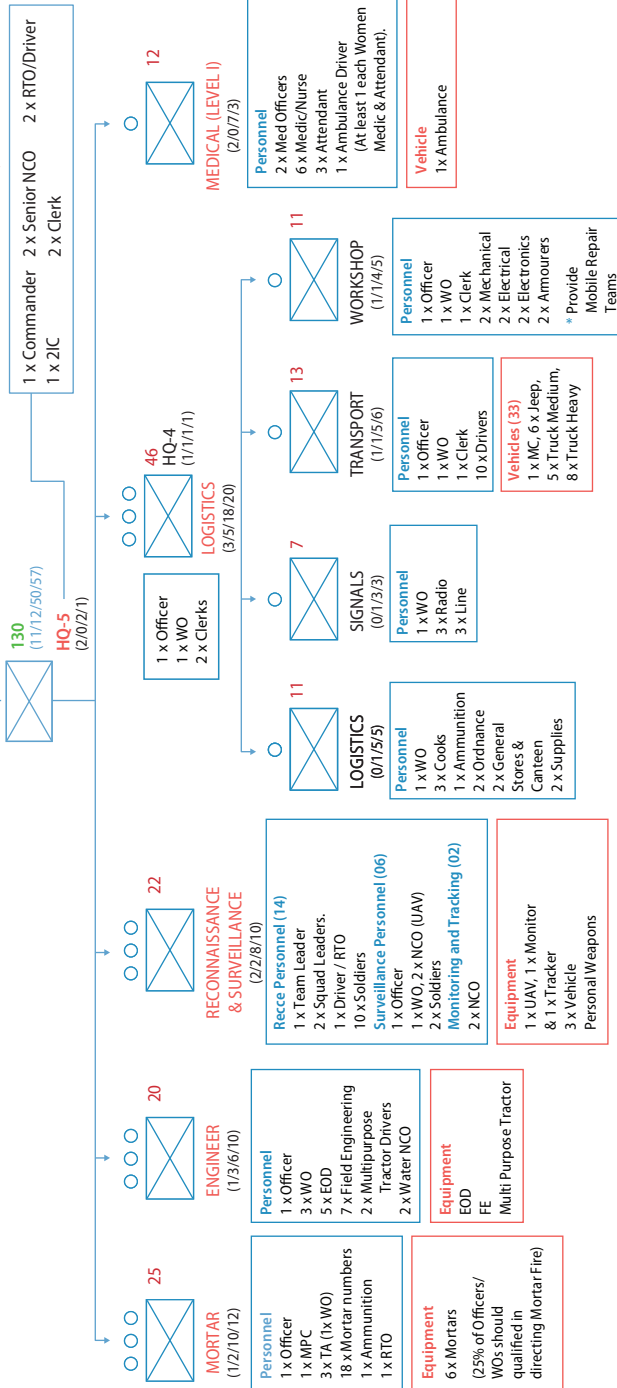 130
(11/12/50/57)
HQ-5
(2/0/2/1)
1 x Commander 2 x Senior NCO 2 x RTO/Driver
1 x 2IC 2 x Clerk
25
MORTAR
(1/2/10/12)
Personnel
1 x Officer
1 x MPC
3 x TA (1x WO)
18 x Mortar numbers
1 x Ammunition
1 x RTO
Equipment
6 x Mortars
(25% of Officers/
WOs should
qualified in
directing Mortar Fire)
20
ENGINEER
(1/3/6/10)
Personnel
1 x Officer
3 x WO
5 x EOD
7 x Field Engineering
2 x Multipurpose
Tractor Drivers
2 x Water NCO
Equipment
EOD
FE
Multi Purpose Tractor
22
RECONNAISSANCE
& SURVEILLANCE
(2/2/8/10)
Recce Personnel (14)
1 x Team Leader
2 x Squad Leaders.
1 x Driver / RTO
10 x Soldiers
Surveillance Personnel (06)
1 x Officer
1 x WO, 2 x NCO (UAV)
2 x Soldiers
Monitoring and Tracking (02)
2 x NCO
Equipment
1 x UAV, 1 x Monitor
& 1 x Tracker
3 x Vehicle
Personal Weapons
46
HQ-4
(1/1/1/1)
LOGISTICS
(3/5/18/20)
1 x Officer
1 x WO
2 x Clerks
11
LOGISTICS
(0/1/5/5)
Personnel
1 x WO
3 x Cooks
1 x Ammunition
2 x Ordnance
2 x General
Stores &
Canteen
2 x Supplies
7
SIGNALS
(0/1/3/3)
Personnel
1 x WO
3 x Radio
3 x Line
13
TRANSPORT
(1/1/5/6)
Personnel
1 x Officer
1 x WO
1 x Clerk
10 x Drivers
Vehicles (33)
1 x MC, 6 x Jeep,
5 x Truck Medium,
8 x Truck Heavy
11
WORKSHOP
(1/1/4/5)
Personnel
1 x Officer
1 x WO
1 x Clerk
2 x Mechanical
2 x Electrical
2 x Electronics
2 x Armourers
* Provide
Mobile Repair
Teams
12
MEDICAL (LEVEL I)
(2/0/7/3)
Personnel
2 x Med Officers
6 x Medic/Nurse
3 x Attendant
1 x Ambulance Driver
(At least 1 each Women
Medic & Attendant).
Vehicle
1 x Ambulance